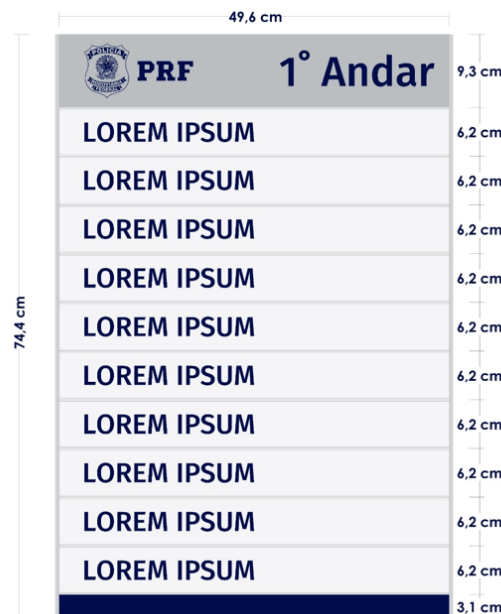 49,6 cm
POLÍCIA
RODOVIÁRIA
FEDERAL
PRF
1° Andar
9,3 cm
LOREM IPSUM
6,2 cm
LOREM IPSUM
6,2 cm
LOREM IPSUM
6,2 cm
LOREM IPSUM
6,2 cm
LOREM IPSUM
6,2 cm
LOREM IPSUM
6,2 cm
LOREM IPSUM
6,2 cm
LOREM IPSUM
6,2 cm
LOREM IPSUM
6,2 cm
LOREM IPSUM
6,2 cm
3,1 cm
74,4 cm